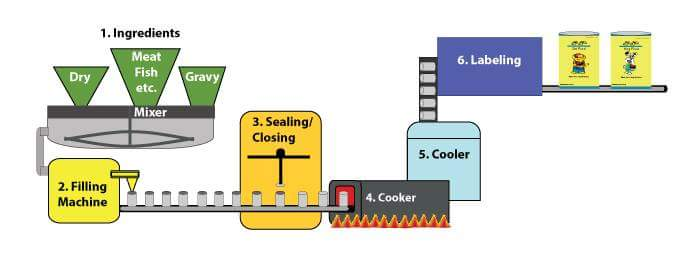 1. Ingredients
Dry
Meat
Fish
etc.
Gravy
Mixer
2. Filling
Machine
3. Sealing/
Closing
4. Cooker
5. Cooler
6. Labeling